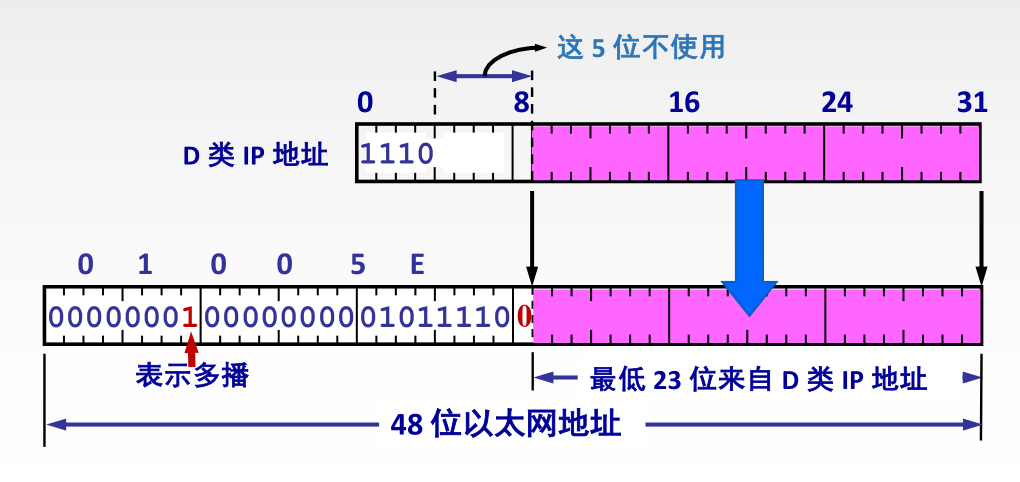 这 5 位不使用
0 8 16 24 31
D 类 IP 地址
1110
0 1 0 0 5 E
00000001 00000000 01011110 0
表示多播
最低 23 位来自 D 类 IP 地址
48 位以太网地址